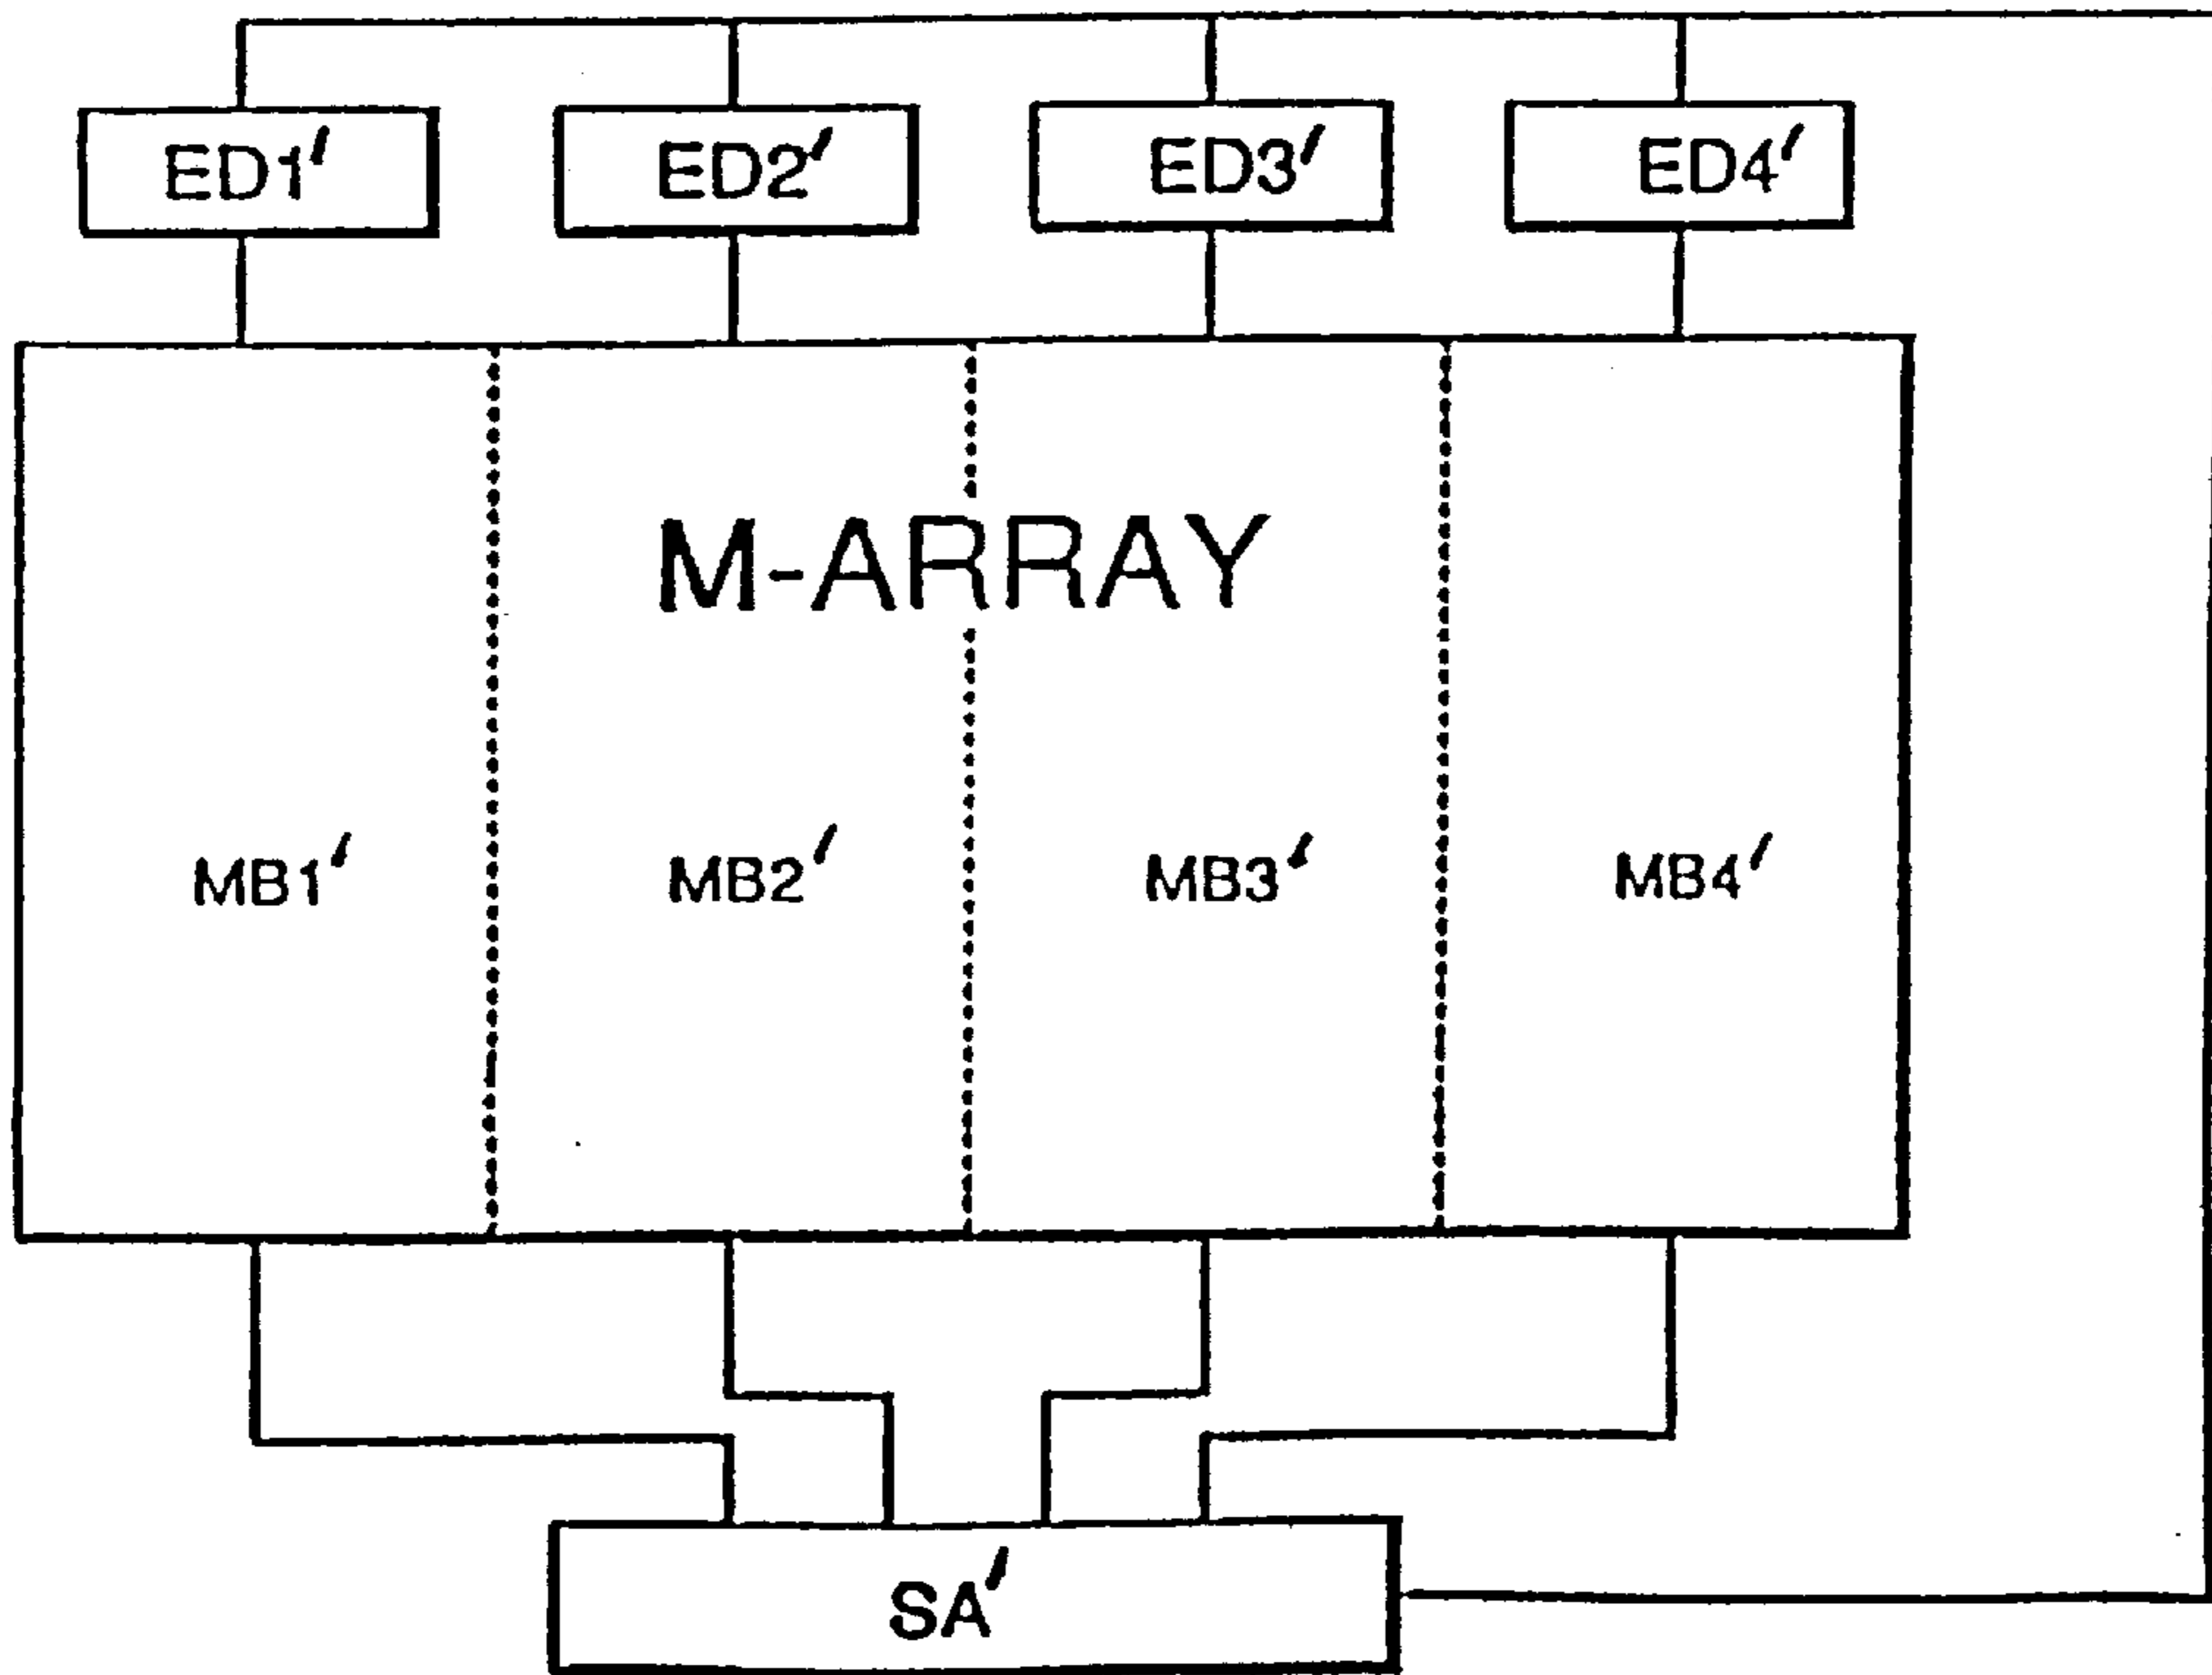 ED1′ ED2′ ED3′ ED4′
M-ARRAY
MB1′ MB2′ MB3′ MB4′
SA′